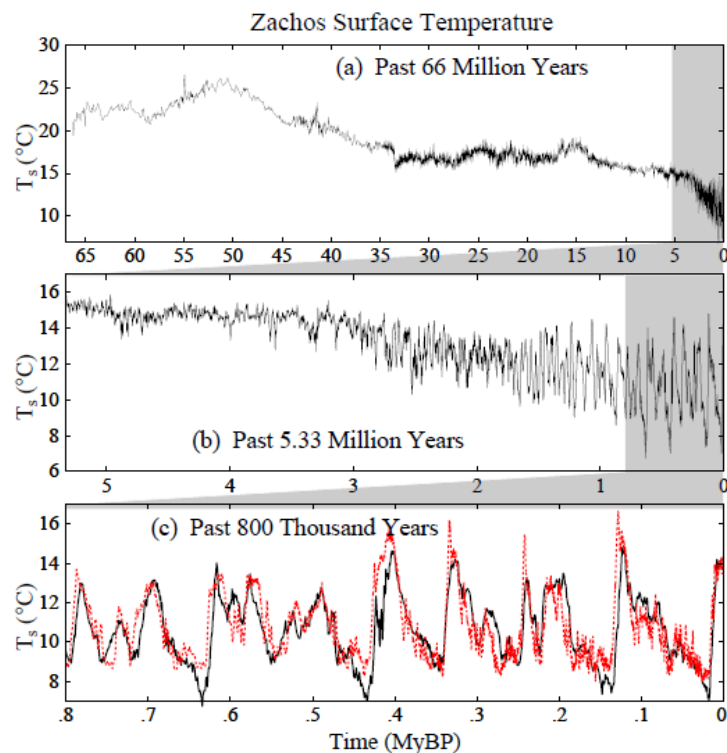 Zachos Surface Temperature
(a) Past 66 Million Years
Ts (°C)
30
25
20
15
10
65 60 55 50 45 40 35 30 25 20 15 10 5 0
(b) Past 5.33 Million Years
Ts (°C)
16
14
12
10
8
6
5 4 3 2 1 0
(c) Past 800 Thousand Years
Ts (°C)
16
14
12
10
8
.8 .7 .6 .5 .4 .3 .2 .1 0
Time (MyBP)